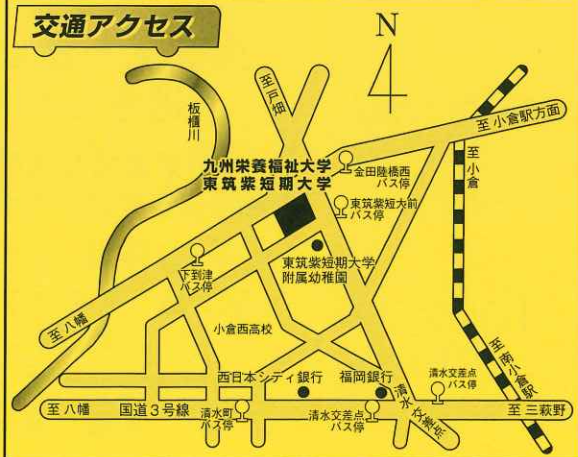 交通アクセス
N
板櫃川
至戸畑
至小倉駅方面
九州栄養福祉大学
東筑紫短期大学
金田陸橋西
バス停
至小倉
東筑紫短大前
バス停
下到津
バス停
東筑紫短期大学
附属幼稚園
至八幡
小倉西高校
至南小倉駅
西日本シティ銀行
福岡銀行
清水交差点
バス停
至八幡
国道3号線
清水町
バス停
清水交差点
バス停
清水交差点
至三萩野